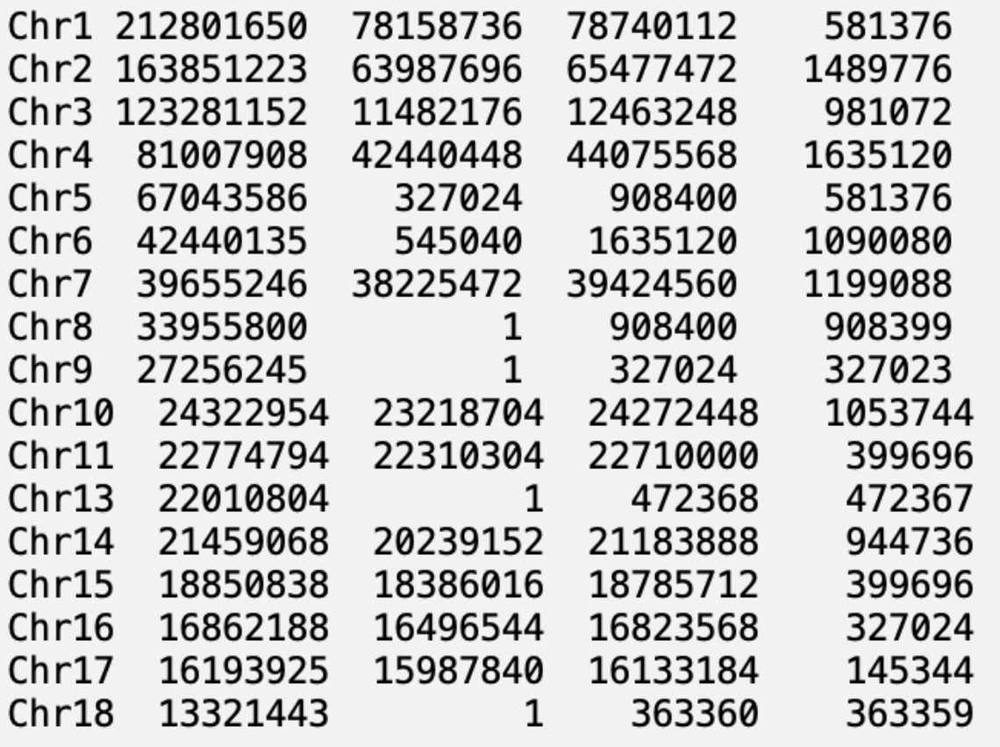 Chr1 212801650 78158736 78740112 581376
Chr2 163851223 63987696 65477472 1489776
Chr3 123281152 11482176 12463248 981072
Chr4 81007908 42440448 44075568 1635120
Chr5 67043586 327024 908400 581376
Chr6 42440135 545040 1635120 1090080
Chr7 39655246 38225472 39424560 1199088
Chr8 33955800 1 908400 908399
Chr9 27256245 1 327024 327023
Chr10 24322954 23218704 24272448 1053744
Chr11 22774794 22310304 22710000 399696
Chr13 22010804 1 472368 472367
Chr14 21459068 20239152 21183888 944736
Chr15 18850838 18386016 18785712 399696
Chr16 16862188 16496544 16823568 327024
Chr17 16193925 15987840 16133184 145344
Chr18 13321443 1 363360 363359